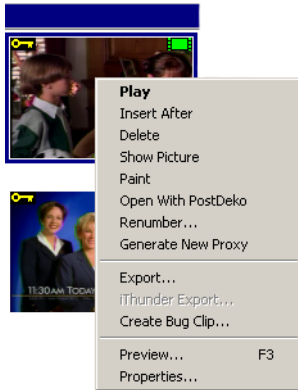 Play
Insert After
Delete
Show Picture
Paint
Open With PostDeko
Renumber...
Generate New Proxy
Export...
iThunder Export...
Create Bug Clip...
Preview... F3
Properties...
11:30AM TODAY